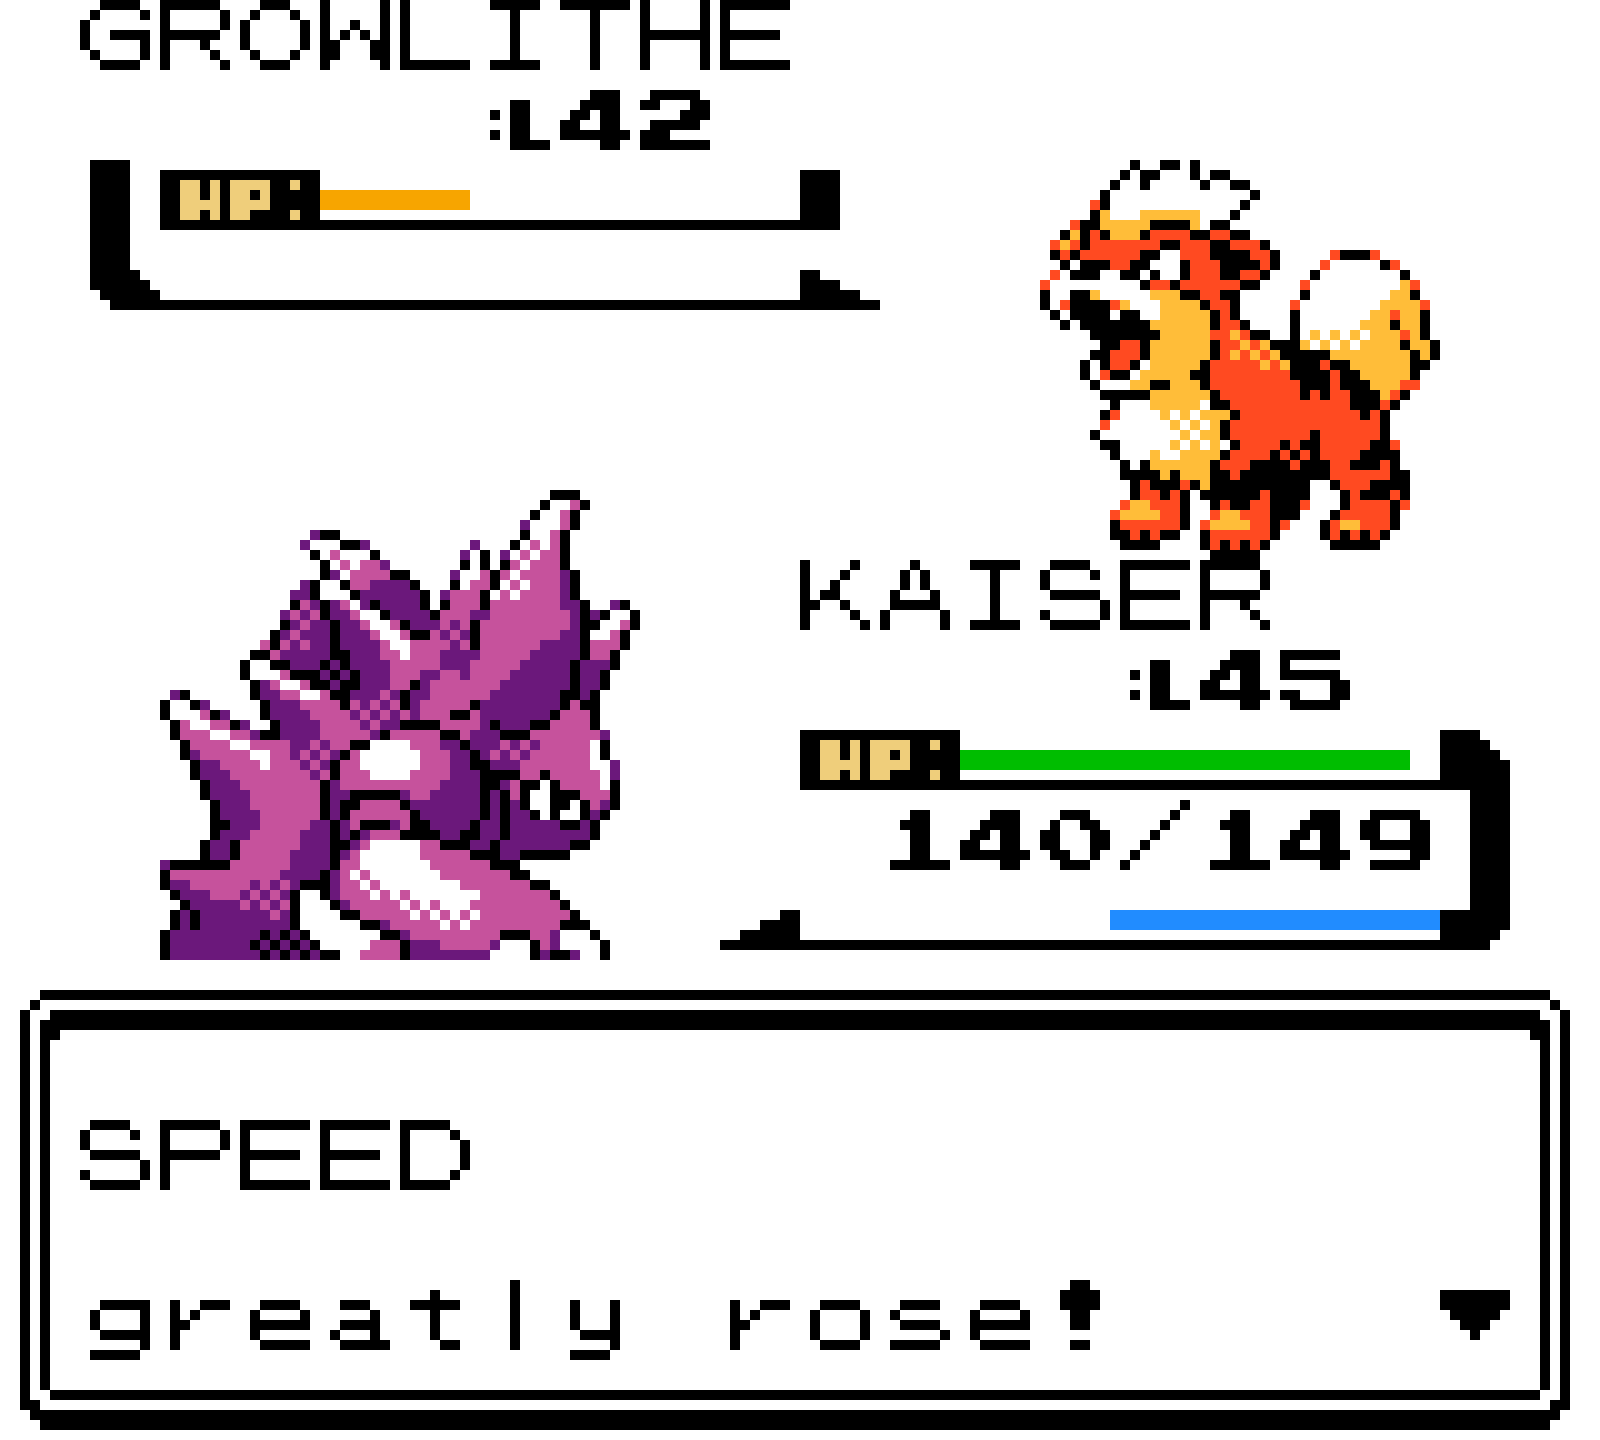 GROWLITHE
:L42
HP:
KAISER
:L45
HP:
140/149
SPEED
greatly rose!